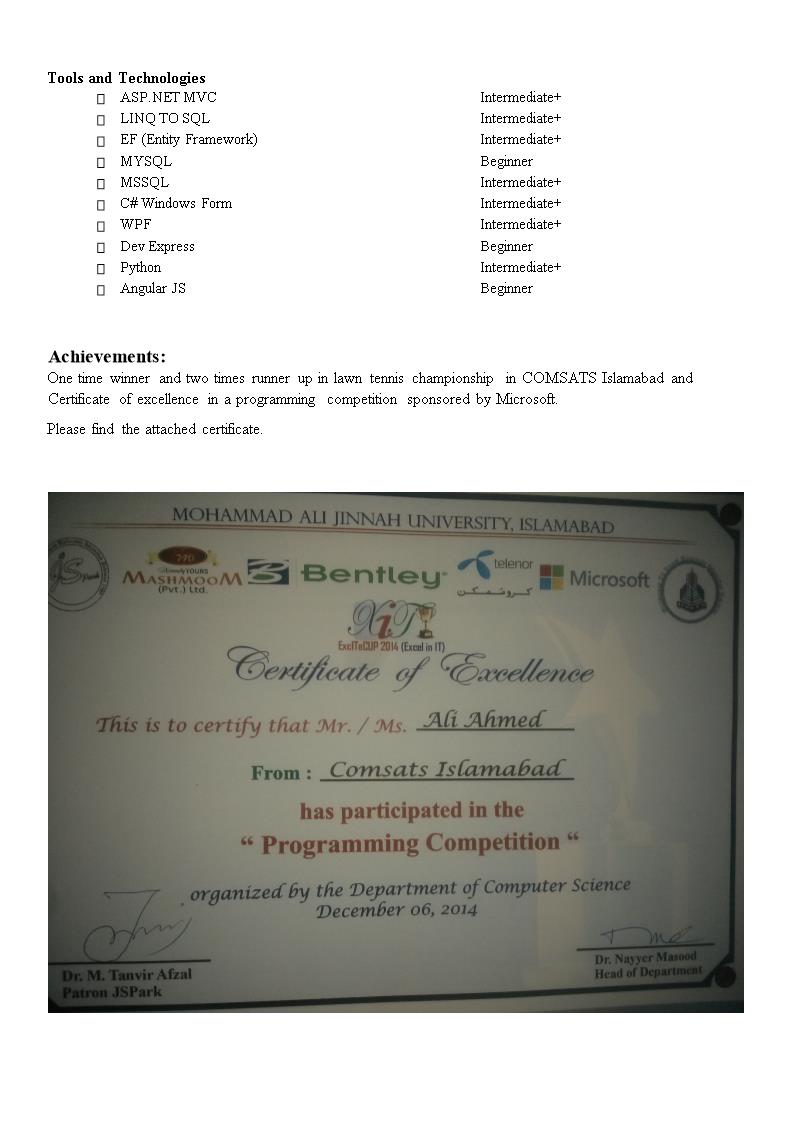 Tools and Technologies
ASP.NET MVC Intermediate+
LINQ TO SQL Intermediate+
EF (Entity Framework) Intermediate+
MYSQL Beginner
MSSQL Intermediate+
C# Windows Form Intermediate+
WPF Intermediate+
Dev Express Beginner
Python Intermediate+
Angular JS Beginner
Achievements:
One time winner and two times runner up in lawn tennis championship in COMSATS Islamabad and
Certificate of excellence in a programming competition sponsored by Microsoft.
Please find the attached certificate.
MOHAMMAD ALI JINNAH UNIVERSITY, ISLAMABAD
YOURS
MASHMOOM
(Pvt.) Ltd.
Bentley
telenor
Microsoft
XiT
ExcITeCUP 2014 (Excel in IT)
Certificate of Excellence
This is to certify that Mr. / Ms. Ali Ahmed
From : Comsats Islamabad
has participated in the
“ Programming Competition “
organized by the Department of Computer Science
December 06, 2014
Dr. M. Tanvir Afzal
Patron JSPark
Dr. Nayyer Masood
Head of Department